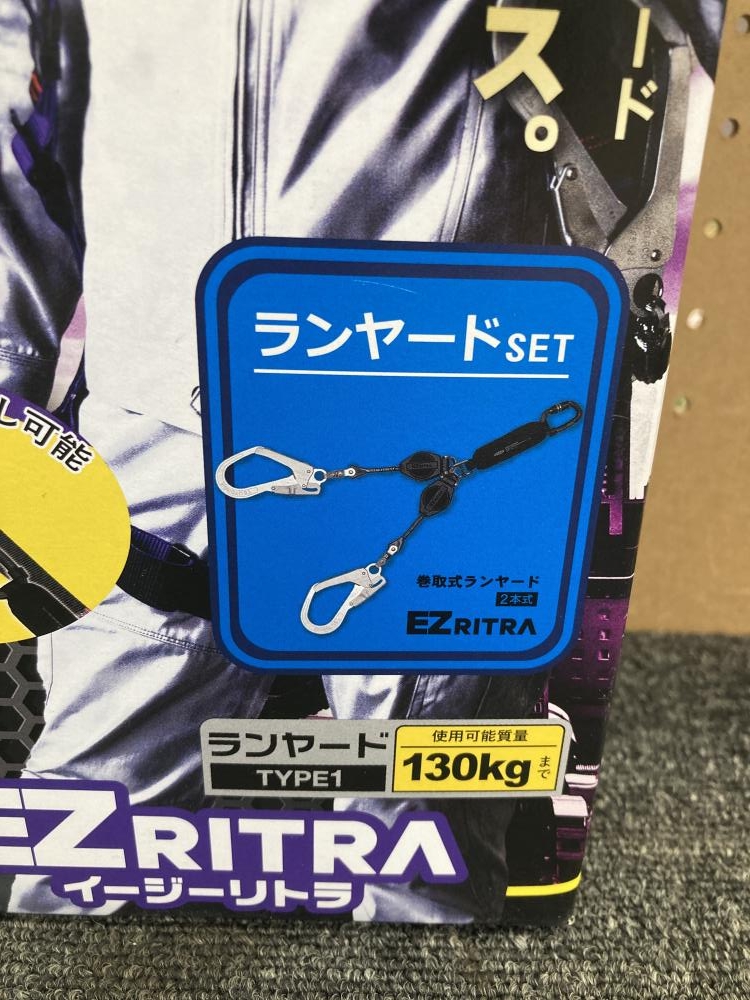 ード
ス。
し可能
ランヤードSET
巻取式ランヤード
2本式
EZRITRA
ランヤード
TYPE1
使用可能質量
130kgまで
EZRITRA
イージーリトラ